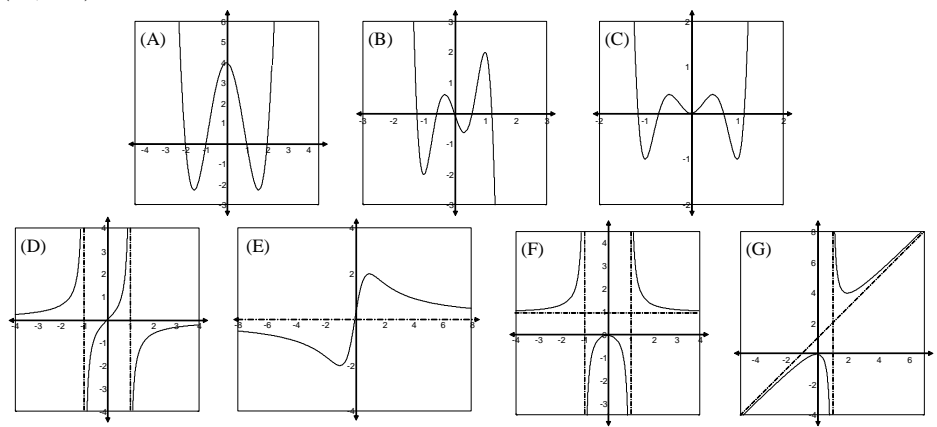 (A) (B) (C)
6 5 4 3 2 1 -1 -2 -3
-4 -3 -2 -1 1 2 3 4
3 2 1 -1 -2 -3
-3 -2 -1 1 2 3
2 1 -1 -2
-2 -1 1 2
(D) (E) (F) (G)
4 3 2 1 -1 -2 -3 -4
-4 -3 -2 2 3 4
4 2 -2 -4
-8 -6 -4 -2 2 4 6 8
4 3 2 1 0 -1 -2 -3
-4 -3 -2 -1 1 2 3 4
8 6 4 2 -2 -4
-4 -2 2 4 6